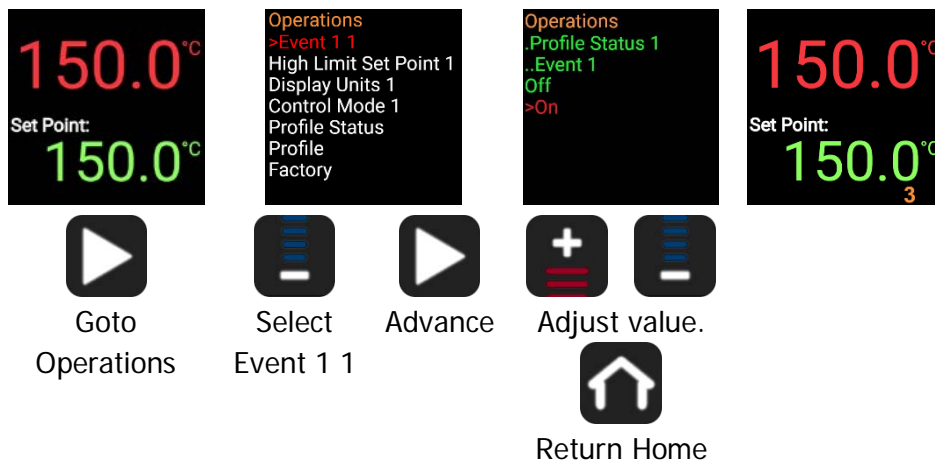 150.0°C
Set Point:
150.0°C
Operations
>Event 1 1
High Limit Set Point 1
Display Units 1
Control Mode 1
Profile Status
Profile
Factory
Operations
.Profile Status 1
..Event 1
Off
>On
150.0°C
Set Point:
150.0°C
3
Goto
Operations
Select
Event 1 1
Advance
Adjust value.
Return Home